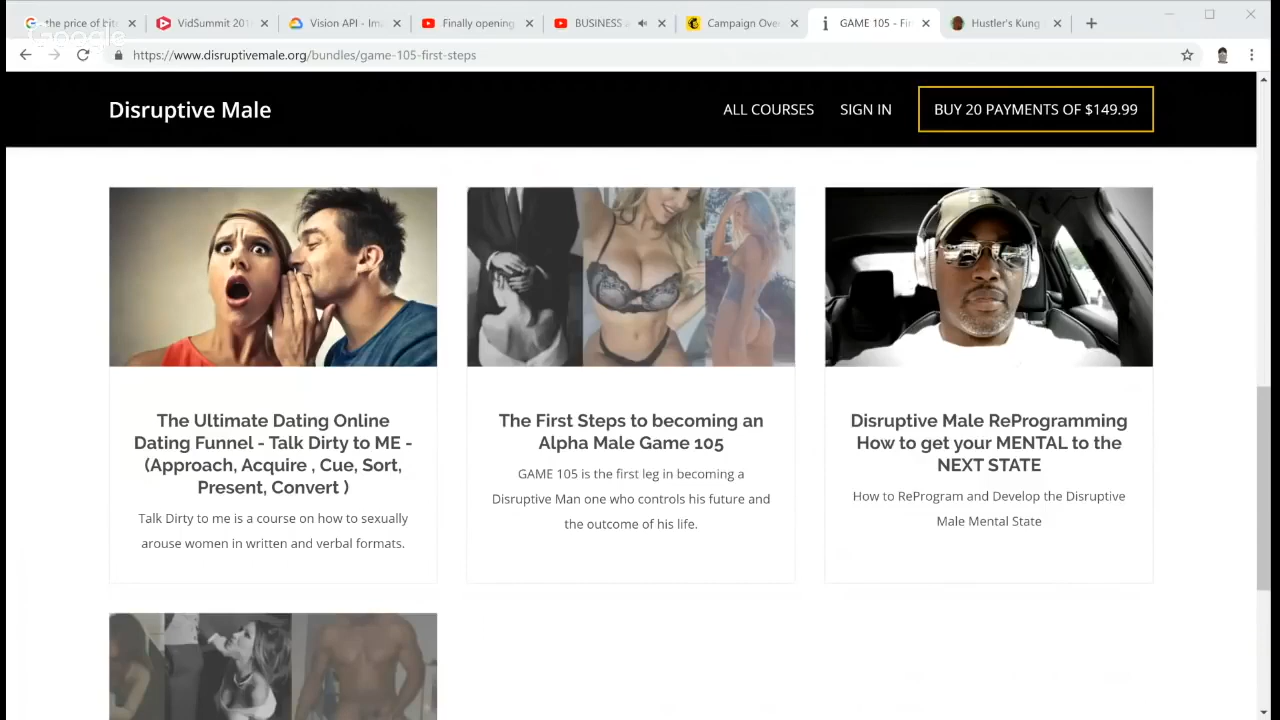 the price of bit
VidSummit 201
Vision API - Ima
Finally opening
BUSINESS
Campaign Over
GAME 105 - Fir
Hustler's Kung
Google
https://www.disruptivemale.org/bundles/game-105-first-steps
Disruptive Male
ALL COURSES
SIGN IN
BUY 20 PAYMENTS OF $149.99
The Ultimate Dating Online
Dating Funnel - Talk Dirty to ME -
(Approach, Acquire , Cue, Sort,
Present, Convert )
Talk Dirty to me is a course on how to sexually
arouse women in written and verbal formats.
The First Steps to becoming an
Alpha Male Game 105
GAME 105 is the first leg in becoming a
Disruptive Man one who controls his future and
the outcome of his life.
Disruptive Male ReProgramming
How to get your MENTAL to the
NEXT STATE
How to ReProgram and Develop the Disruptive
Male Mental State